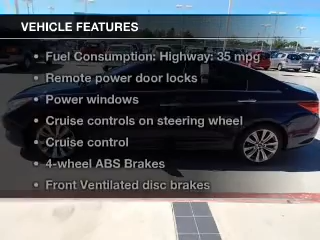 VEHICLE FEATURES
• Fuel Consumption: Highway: 35 mpg
• Remote power door locks
• Power windows
• Cruise controls on steering wheel
• Cruise control
• 4-wheel ABS Brakes
• Front Ventilated disc brakes